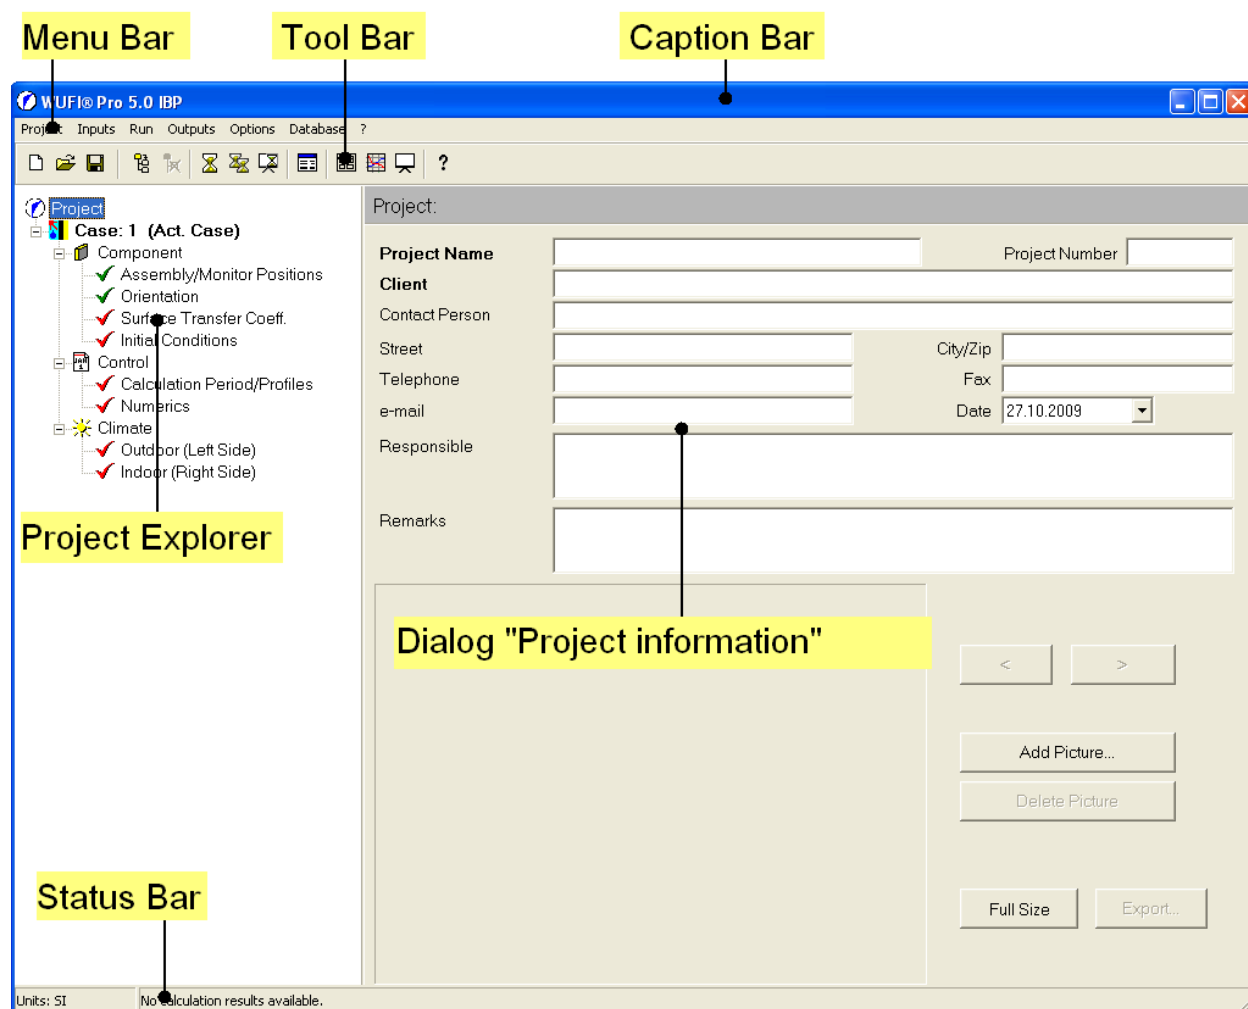 Menu Bar Tool Bar Caption Bar
WUFI® Pro 5.0 IBP
Project Inputs Run Outputs Options Database ?
?
Project
Case: 1 (Act. Case)
Component
Assembly/Monitor Positions
Orientation
Surface Transfer Coeff.
Initial Conditions
Control
Calculation Period/Profiles
Numerics
Climate
Outdoor (Left Side)
Indoor (Right Side)
Project Explorer
Project:
Project Name Project Number
Client
Contact Person
Street City/Zip
Telephone Fax
e-mail Date 27.10.2009
Responsible
Remarks
Dialog "Project information"
< >
Add Picture...
Delete Picture
Full Size Export...
Status Bar
Units: SI No calculation results available.